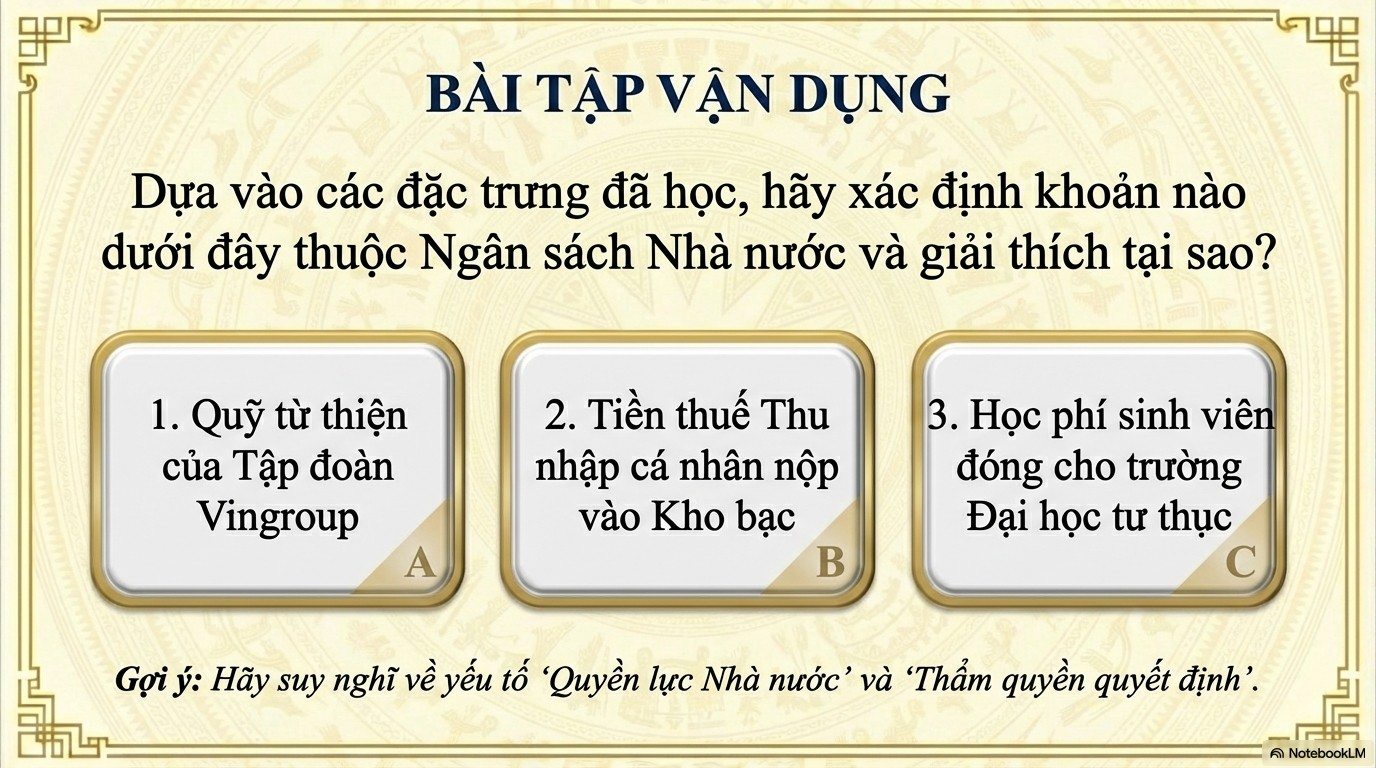 BÀI TẬP VẬN DỤNG
Dựa vào các đặc trưng đã học, hãy xác định khoản nào
dưới đây thuộc Ngân sách Nhà nước và giải thích tại sao?
1. Quỹ từ thiện
của Tập đoàn
Vingroup
A
2. Tiền thuế Thu
nhập cá nhân nộp
vào Kho bạc
B
3. Học phí sinh viên
đóng cho trường
Đại học tư thục
C
Gợi ý: Hãy suy nghĩ về yếu tố ‘Quyền lực Nhà nước’ và ‘Thẩm quyền quyết định’.
NotebookLM